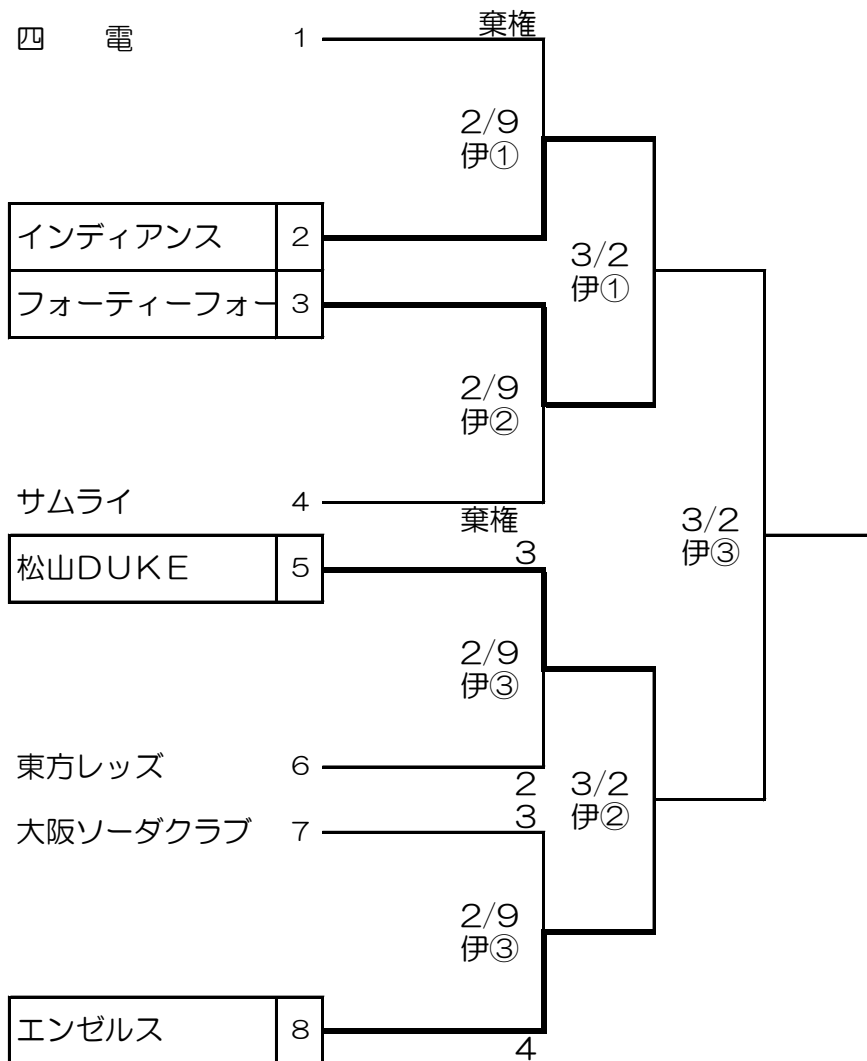 四 電 1 棄権
2/9
伊①
インディアンス 2
3/2
伊①
フォーティーフォー 3
2/9
伊②
サムライ 4
棄権
3/2
伊③
松山DUKE 5 3
2/9
伊③
東方レッズ 6
2
3/2
伊②
大阪ソーダクラブ 7 3
2/9
伊③
エンゼルス 8
4